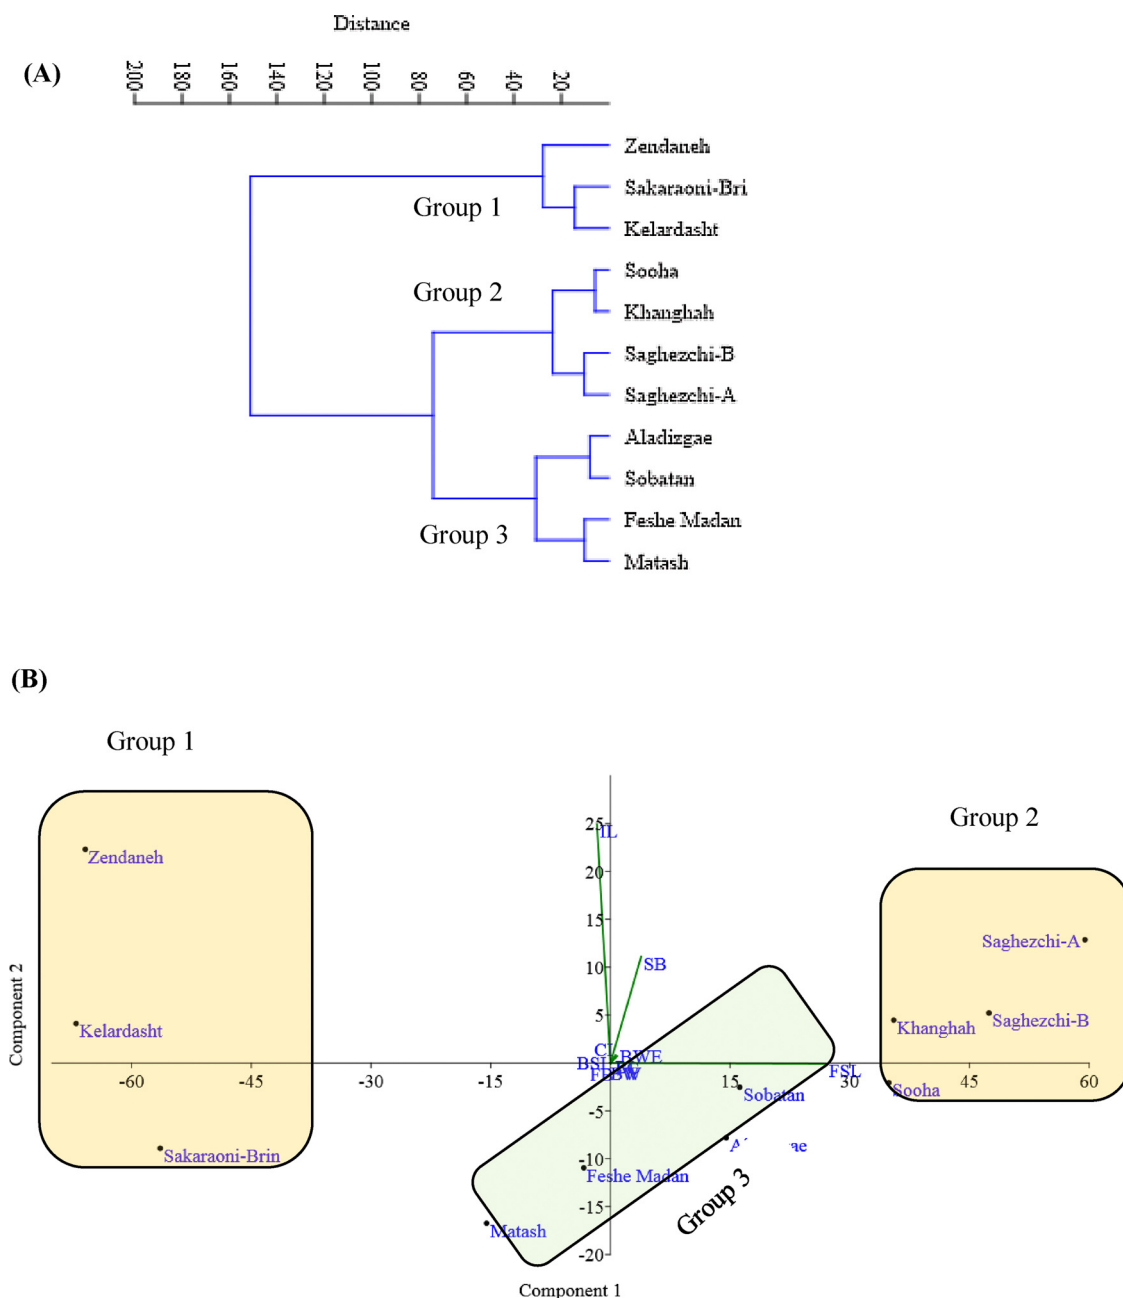 Distance
(A)
200 180 160 140 120 100 80 60 40 20
Zendaneh
Sakaraoni-Bri
Group 1
Kelardasht
Sooha
Group 2
Khanghah
Saghezchi-B
Saghezchi-A
Aladizgae
Sobatan
Feshe Madan
Group 3
Matash
(B)
Group 1
Group 2
25
IL
Zendaneh
20
15
Saghezchi-A
SB
10
Component 2
5
Kelardasht
Khanghah
Saghezchi-B
BWE
-60 -45 -30 -15 15 30 45 60
FSL
Sooha
-5
Sobatan
-10
Sakaraoni-Brin
Feshe Madan
Group 3
-15
Matash
-20
Component 1